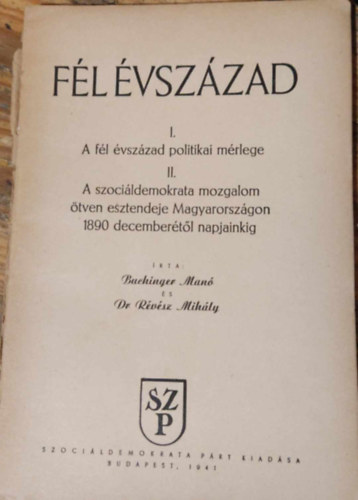 FÉL ÉVSZÁZAD
I.
A fél évszázad politikai mérlege
II.
A szociáldemokrata mozgalom
ötven esztendeje Magyarországon
1890 decemberétől napjainkig
ÍRTA
Buchinger Manó
ÉS
Dr Révész Mihály
SZ
P
SZOCIÁLDEMOKRATA PÁRT KIADÁSA
BUDAPEST, 1941